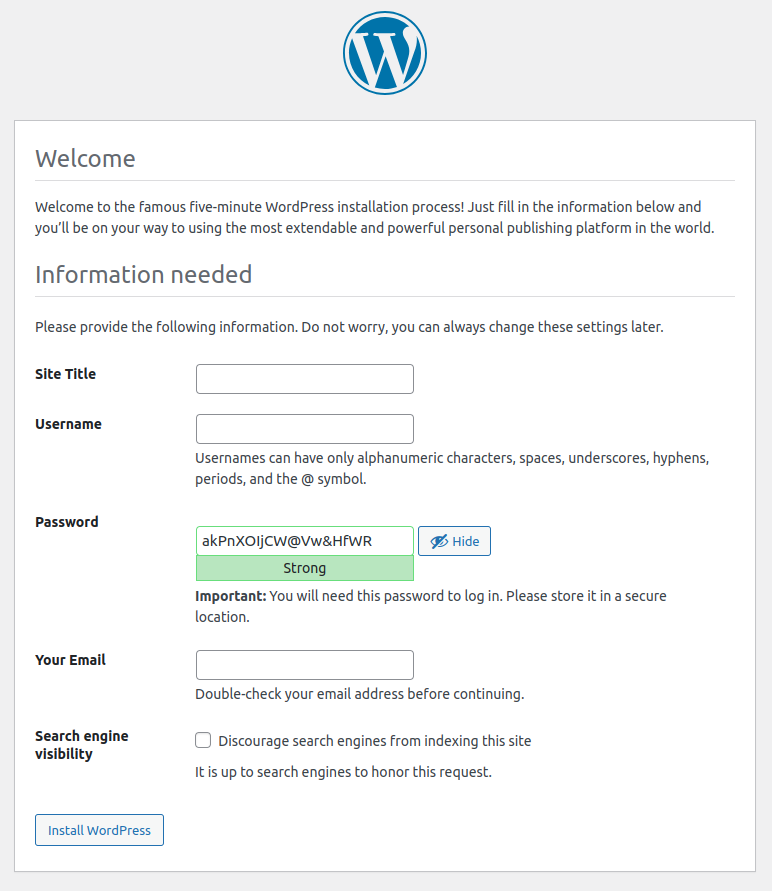 Welcome
Welcome to the famous five-minute WordPress installation process! Just fill in the information below and
you’ll be on your way to using the most extendable and powerful personal publishing platform in the world.
Information needed
Please provide the following information. Do not worry, you can always change these settings later.
Site Title
Username
Usernames can have only alphanumeric characters, spaces, underscores, hyphens,
periods, and the @ symbol.
Password
akPnXOIjCW@Vw&HfWR
Hide
Strong
Important: You will need this password to log in. Please store it in a secure
location.
Your Email
Double-check your email address before continuing.
Search engine
visibility
Discourage search engines from indexing this site
It is up to search engines to honor this request.
Install WordPress